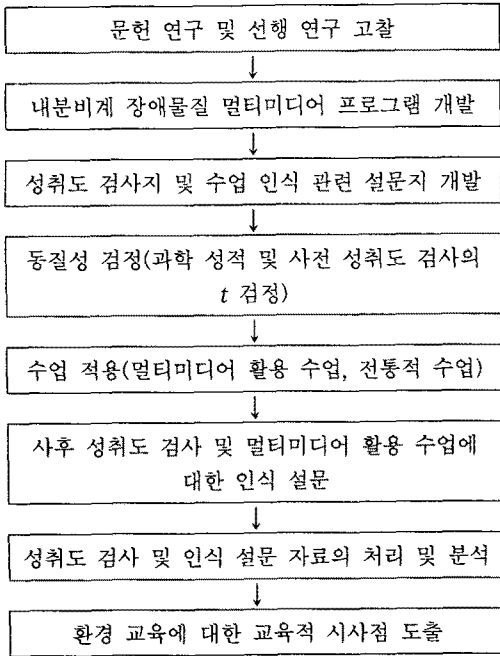 문헌 연구 및 선행 연구 고찰
↓
내분비계 장애물질 멀티미디어 프로그램 개발
↓
성취도 검사지 및 수업 인식 관련 설문지 개발
↓
동질성 검정(과학 성적 및 사전 성취도 검사의
t 검정)
↓
수업 적용(멀티미디어 활용 수업, 전통적 수업)
↓
사후 성취도 검사 및 멀티미디어 활용 수업에
대한 인식 설문
↓
성취도 검사 및 인식 설문 자료의 처리 및 분석
↓
환경 교육에 대한 교육적 시사점 도출